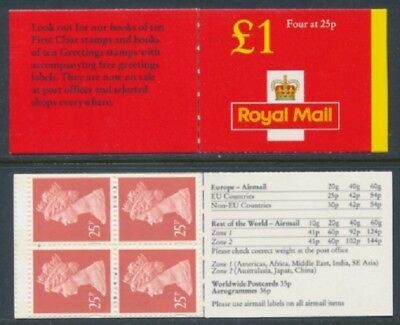 Look out for our books of ten
First Class stamps and books
of ten Greetings stamps with
accompanying free greetings
labels. They are now on sale
at post offices and selected
shops everywhere.
£1 Four at 25p
Royal Mail
25P 25P
25P 25P
Europe – Airmail 20g 40g 60g
EU Countries 25p 42p 54p
Non-EU Countries 30p 42p 54p
Rest of the World – Airmail 10g 20g 40g 60g
Zone 1 41p 60p 92p 124p
Zone 2 41p 60p 102p 144p
Please check correct weight at the post office
Zone 1 (Americas, Africa, Middle East, India, SE Asia)
Zone 2 (Australasia, Japan, China)
Worldwide Postcards 35p
Aerogrammes 36p
Please use airmail labels on all airmail items